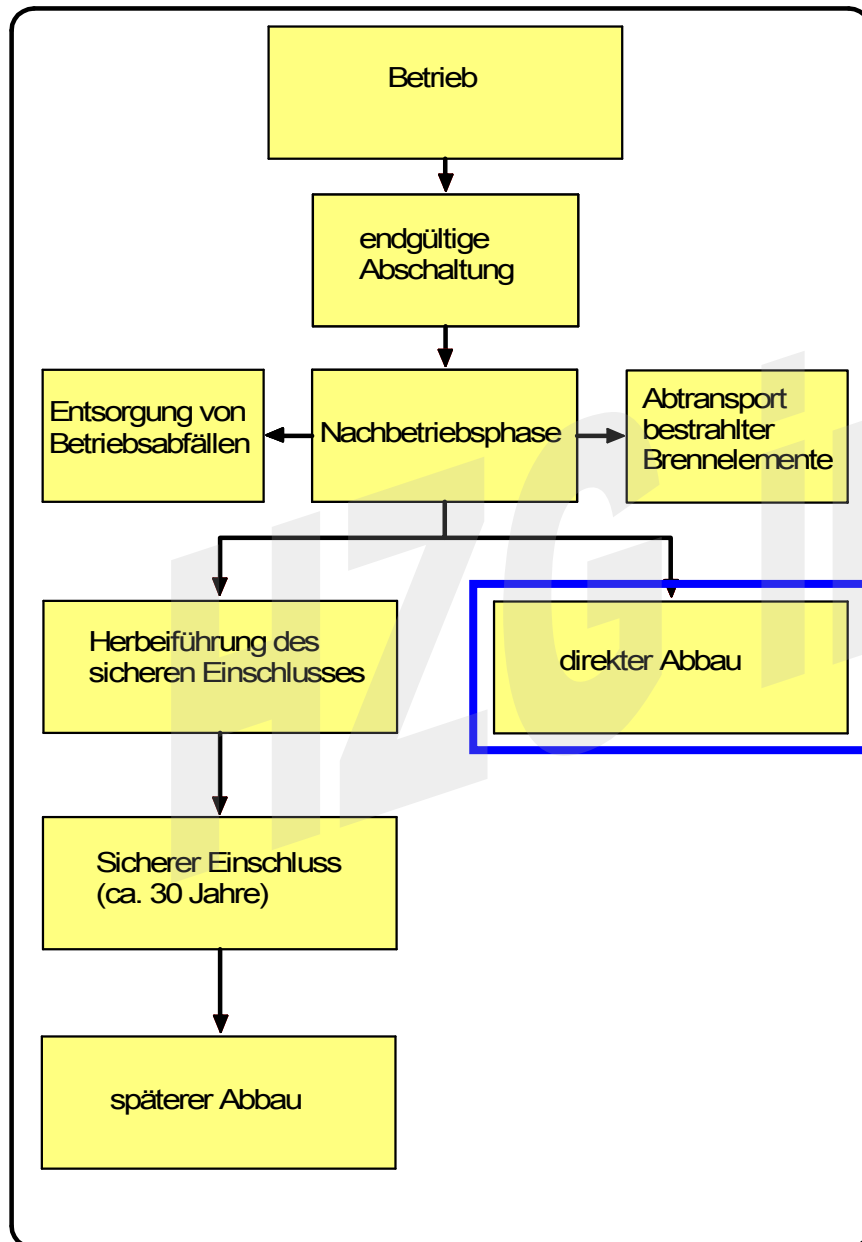 Betrieb
endgültige
Abschaltung
Entsorgung von
Betriebsabfällen
Nachbetriebsphase
Abtransport
bestrahlter
Brennelemente
Herbeiführung des
sicheren Einschlusses
direkter Abbau
Sicherer Einschluss
(ca. 30 Jahre)
späterer Abbau
HZG